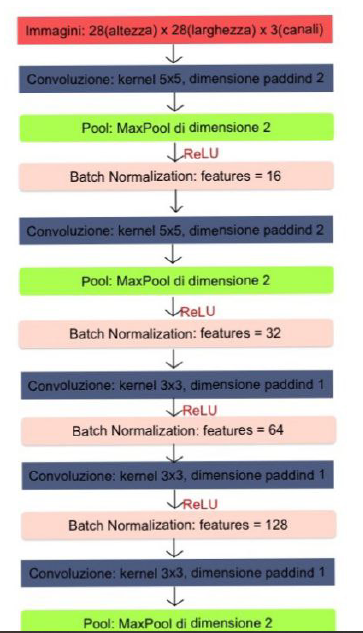 Immagini: 28(altezza) x 28(larghezza) x 3(canali)
Convoluzione: kernel 5x5, dimensione paddind 2
Pool: MaxPool di dimensione 2
ReLU
Batch Normalization: features = 16
Convoluzione: kernel 5x5, dimensione paddind 2
Pool: MaxPool di dimensione 2
ReLU
Batch Normalization: features = 32
Convoluzione: kernel 3x3, dimensione paddind 1
ReLU
Batch Normalization: features = 64
Convoluzione: kernel 3x3, dimensione paddind 1
ReLU
Batch Normalization: features = 128
Convoluzione: kernel 3x3, dimensione paddind 1
Pool: MaxPool di dimensione 2